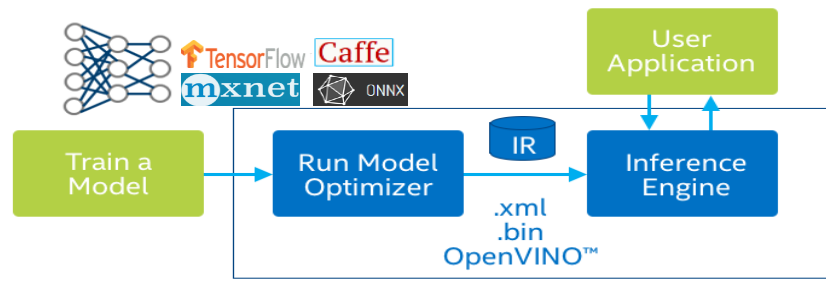 TensorFlow
Caffe
mxnet
ONNX
User
Application
Train a
Model
Run Model
Optimizer
IR
Inference
Engine
.xml
.bin
OpenVINO™